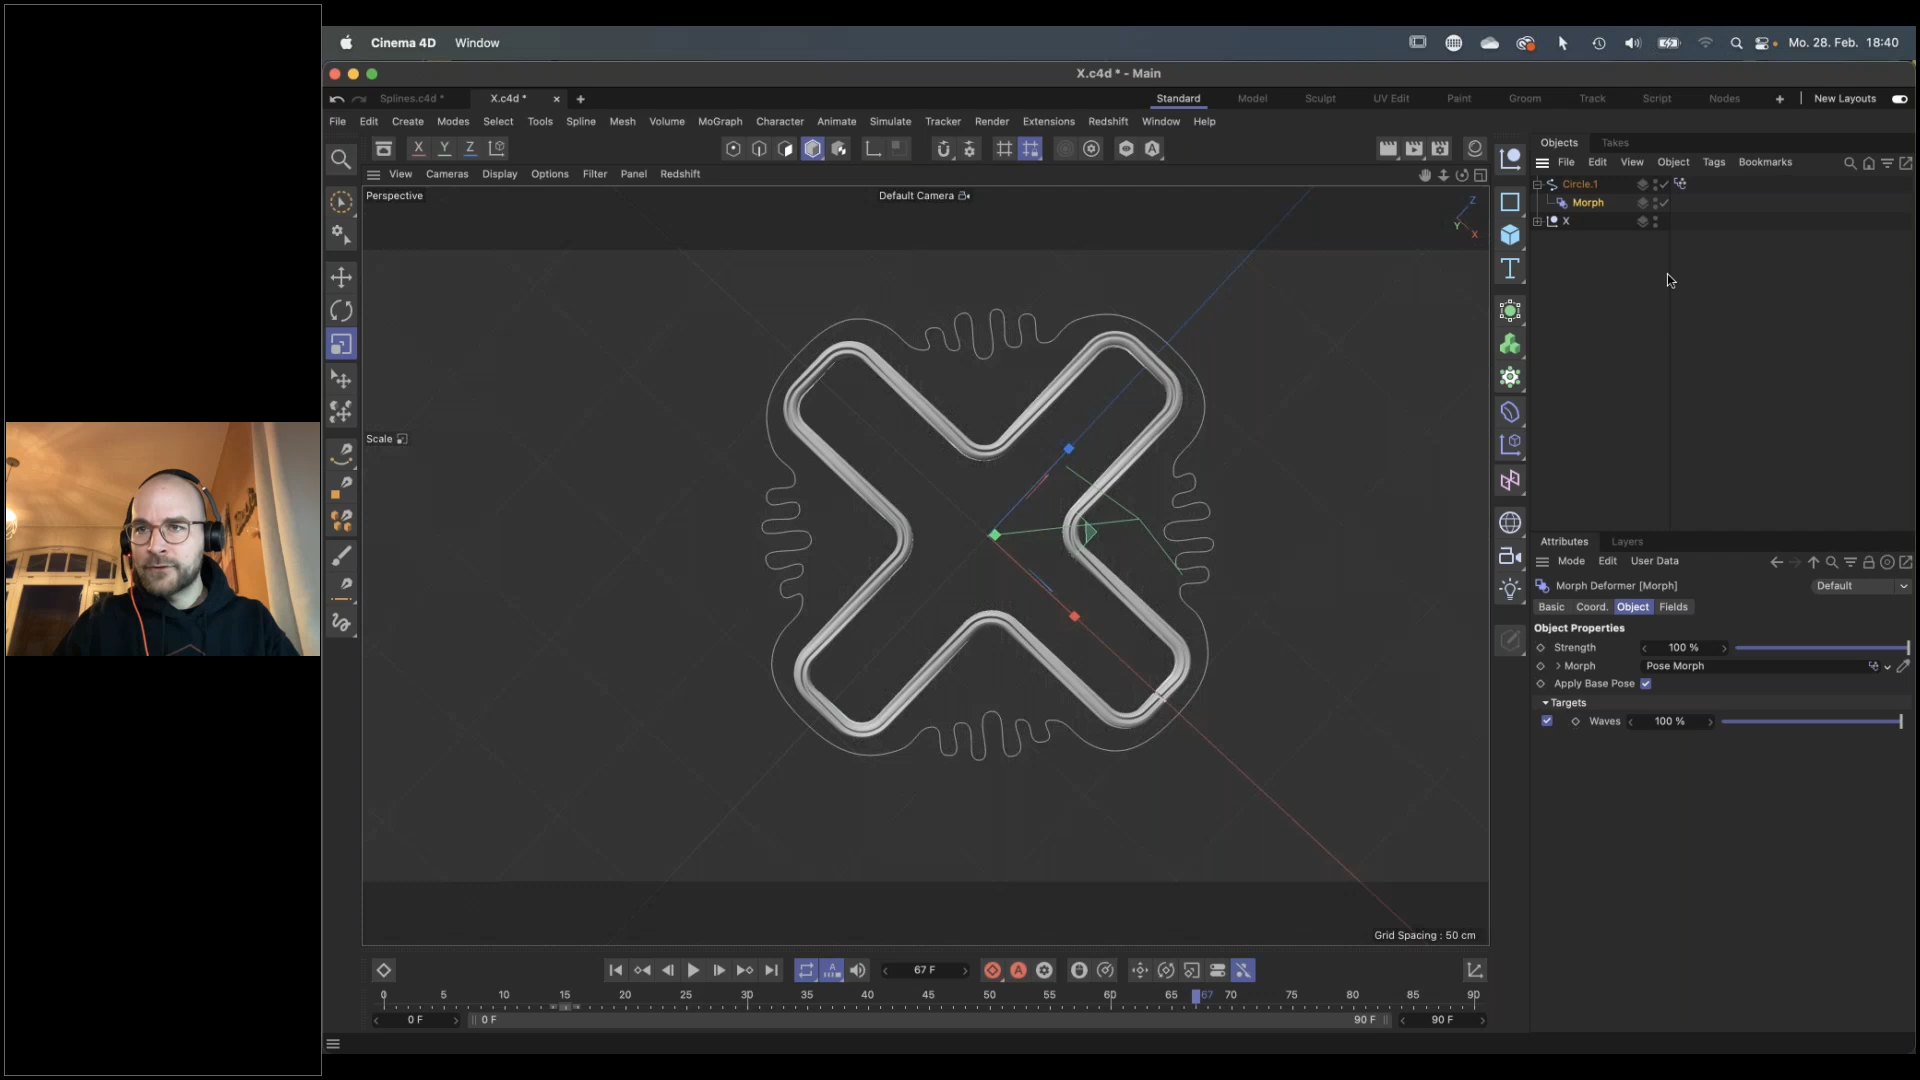 Cinema 4D Window Mo. 28. Feb. 18:40
X.c4d * - Main
Splines.c4d * X.c4d * Standard Model Sculpt UV Edit Paint Groom Track Script Nodes New Layouts
File Edit Create Modes Select Tools Spline Mesh Volume MoGraph Character Animate Simulate Tracker Render Extensions Redshift Window Help
Objects Takes
X Y Z
File Edit View Object Tags Bookmarks
View Cameras Display Options Filter Panel Redshift
Perspective Default Camera
Z
Y
X
Circle.1
Morph
X
Scale
T
Attributes Layers
Mode Edit User Data
Morph Deformer [Morph] Default
Basic Coord. Object Fields
Object Properties
Strength 100 %
Morph Pose Morph
Apply Base Pose
Targets
Waves 100 %
Grid Spacing : 50 cm
A 67 F A
0 5 10 15 20 25 30 35 40 45 50 55 60 65 67 70 75 80 85 90
0 F 0 F 90 F 90 F